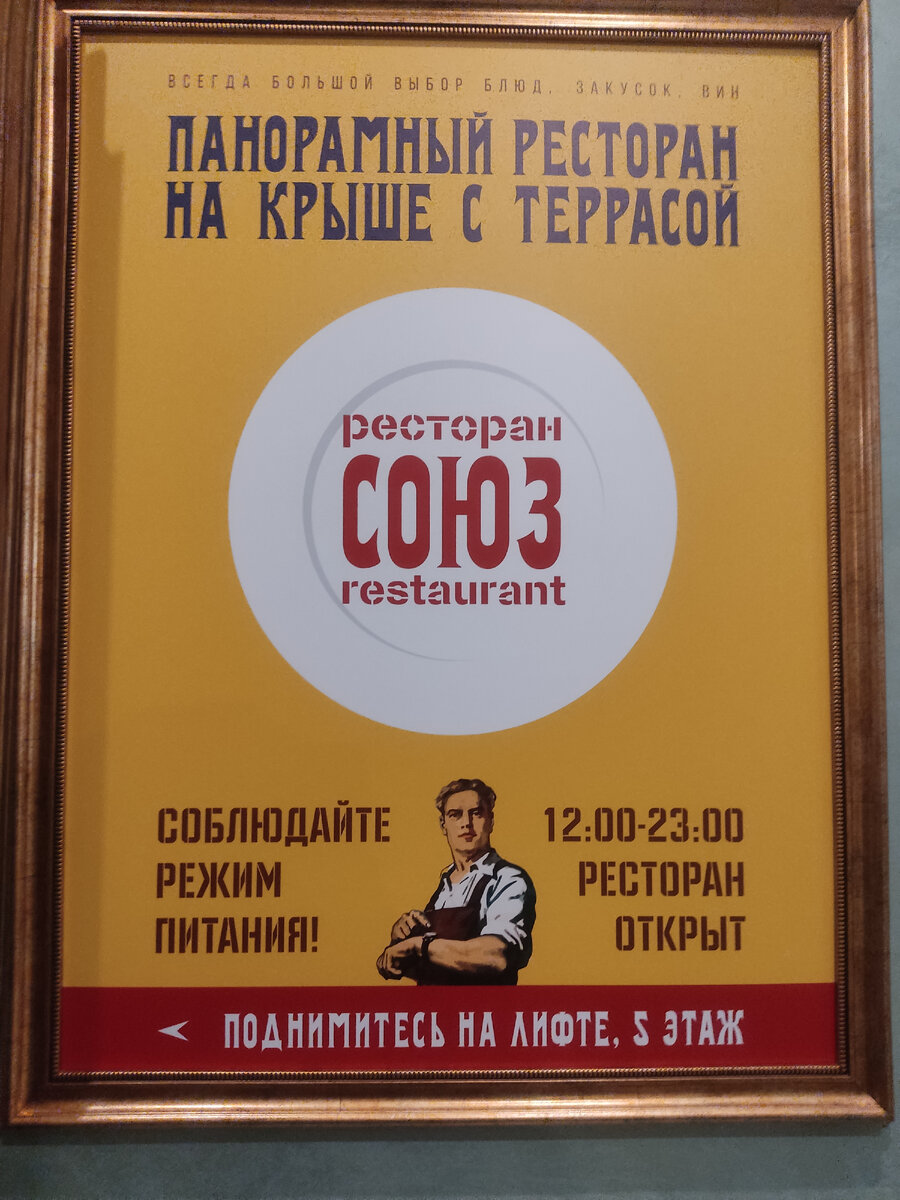 ВСЕГДА БОЛЬШОЙ ВЫБОР БЛЮД, ЗАКУСОК, ВИН
ПАНОРАМНЫЙ РЕСТОРАН
НА КРЫШЕ С ТЕРРАСОЙ
ресторан
СОЮЗ
restaurant
СОБЛЮДАЙТЕ
РЕЖИМ
ПИТАНИЯ!
12:00-23:00
РЕСТОРАН
ОТКРЫТ
< ПОДНИМИТЕСЬ НА ЛИФТЕ, 5 ЭТАЖ